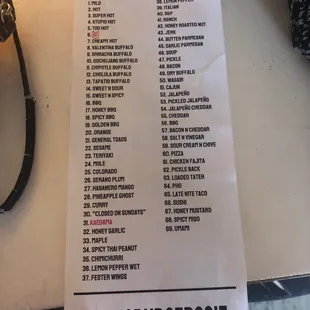 1. MILD
2. HOT
3. SUPER HOT
4. STUPID HOT
5. TOO HOT
6.
7. CREAMY HOT
8. VALENTINA BUFFALO
9. SRIRACHA BUFFALO
10. GOCHUJANG BUFFALO
11. CHIPOTLE BUFFALO
12. CHOLULA BUFFALO
13. TAPATIO BUFFALO
14. SWEET N SOUR
15. SWEET N SPICY
16. BBQ
17. HONEY BBQ
18. SPICY BBQ
19. GOLDEN BBQ
20. ORANGE
21. GENERAL TSAOS
22. SESAME
23. TERIYAKI
24. MOLE
25. COLORADO
26. SERANO PLUM
27. HABANERO MANGO
28. PINEAPPLE GHOST
29. CURRY
30. "CLOSED ON SUNDAYS"
31. KAEDAMA
32. HONEY GARLIC
33. MAPLE
34. SPICY THAI PEANUT
35. CHIMICHURRI
36. LEMON PEPPER WET
37. FESTER WINGS
38. LEMON PEPPER
39. ITALIAN
40. S&P
41. RANCH
42. HONEY ROASTED NUT
43. JERK
44. BUTTER PARMESAN
45. GARLIC PARMESAN
46. SOUP
47. PICKLE
48. BACON
49. DRY BUFFALO
50. WASABI
51. CAJUN
52. JALAPEÑO
53. PICKLED JALAPEÑO
54. JALAPEÑO CHEDDAR
55. CHEDDAR
56. BBQ
57. BACON N CHEDDAR
58. SALT N VINEGAR
59. SOUR CREAM N CHIVE
60. PIZZA
61. CHICKEN FAJITA
62. PICKLE BACK
63. LOADED TATER
64. PHO
65. LATE NITE TACO
66. SUSHI
67. HONEY MUSTARD
68. SPICY MISO
69. UMAMI